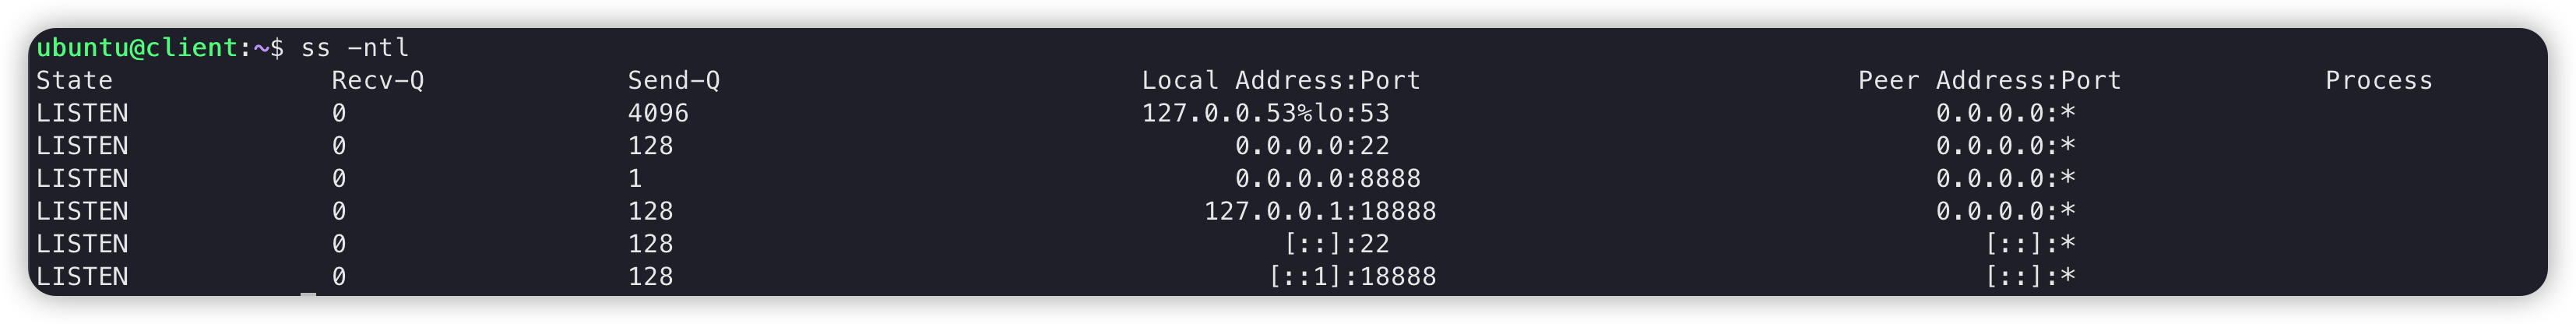 ubuntu@client:~$ ss -ntl
State Recv-Q Send-Q Local Address:Port Peer Address:Port Process
LISTEN 0 4096 127.0.0.53%lo:53 0.0.0.0:*
LISTEN 0 128 0.0.0.0:22 0.0.0.0:*
LISTEN 0 1 0.0.0.0:8888 0.0.0.0:*
LISTEN 0 128 127.0.0.1:18888 0.0.0.0:*
LISTEN 0 128 [::]:22 [::]:*
LISTEN 0 128 [::1]:18888 [::]:*